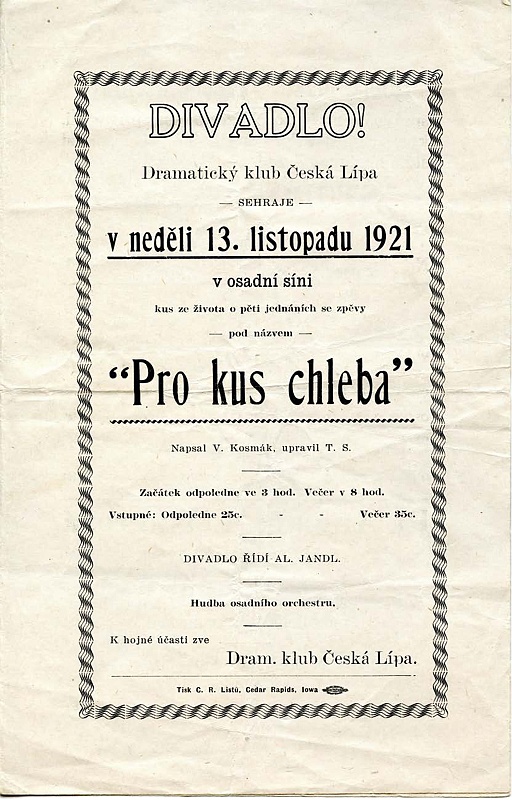 DIVADLO!
Dramatický klub Česká Lípa
— SEHRAJE —
v neděli 13. listopadu 1921
v osadní síni
kus ze života o pěti jednáních se zpěvy
— pod názvem —
“Pro kus chleba”
Napsal V. Kosmák, upravil T. S.
Začátek odpoledne ve 3 hod. Večer v 8 hod.
Vstupné: Odpoledne 25c. - - Večer 35c.
DIVADLO ŘÍDÍ AL. JANDL.
Hudba osadního orchestru.
K hojné účasti zve
Dram. klub Česká Lípa.
Tisk C. R. Listů, Cedar Rapids, Iowa